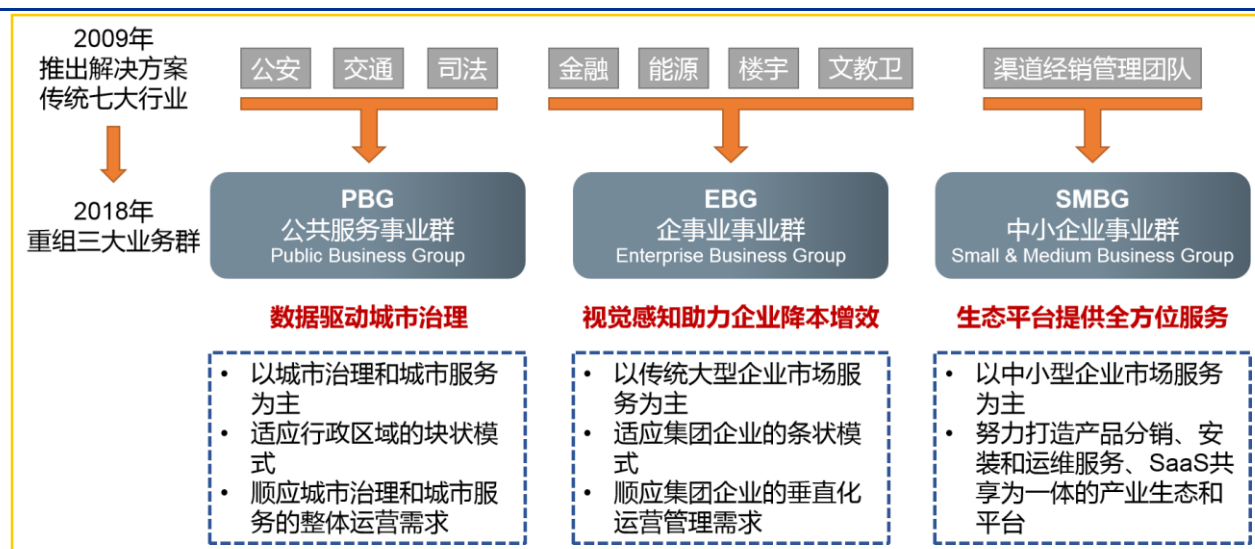 2009年
推出解决方案
传统七大行业
公安 交通 司法 金融 能源 楼宇 文教卫 渠道经销管理团队
2018年
重组三大业务群
PBG
公共服务事业群
Public Business Group
EBG
企事业事业群
Enterprise Business Group
SMBG
中小企业事业群
Small & Medium Business Group
数据驱动城市治理
视觉感知助力企业降本增效
生态平台提供全方位服务
• 以城市治理和城市服务
为主
• 适应行政区域的块状模
式
• 顺应城市治理和城市服
务的整体运营需求
• 以传统大型企业市场服
务为主
• 适应集团企业的条状模
式
• 顺应集团企业的垂直化
运营管理需求
• 以中小型企业市场服务
为主
• 努力打造产品分销、安
装和运维服务、SaaS共
享为一体的产业生态和
平台